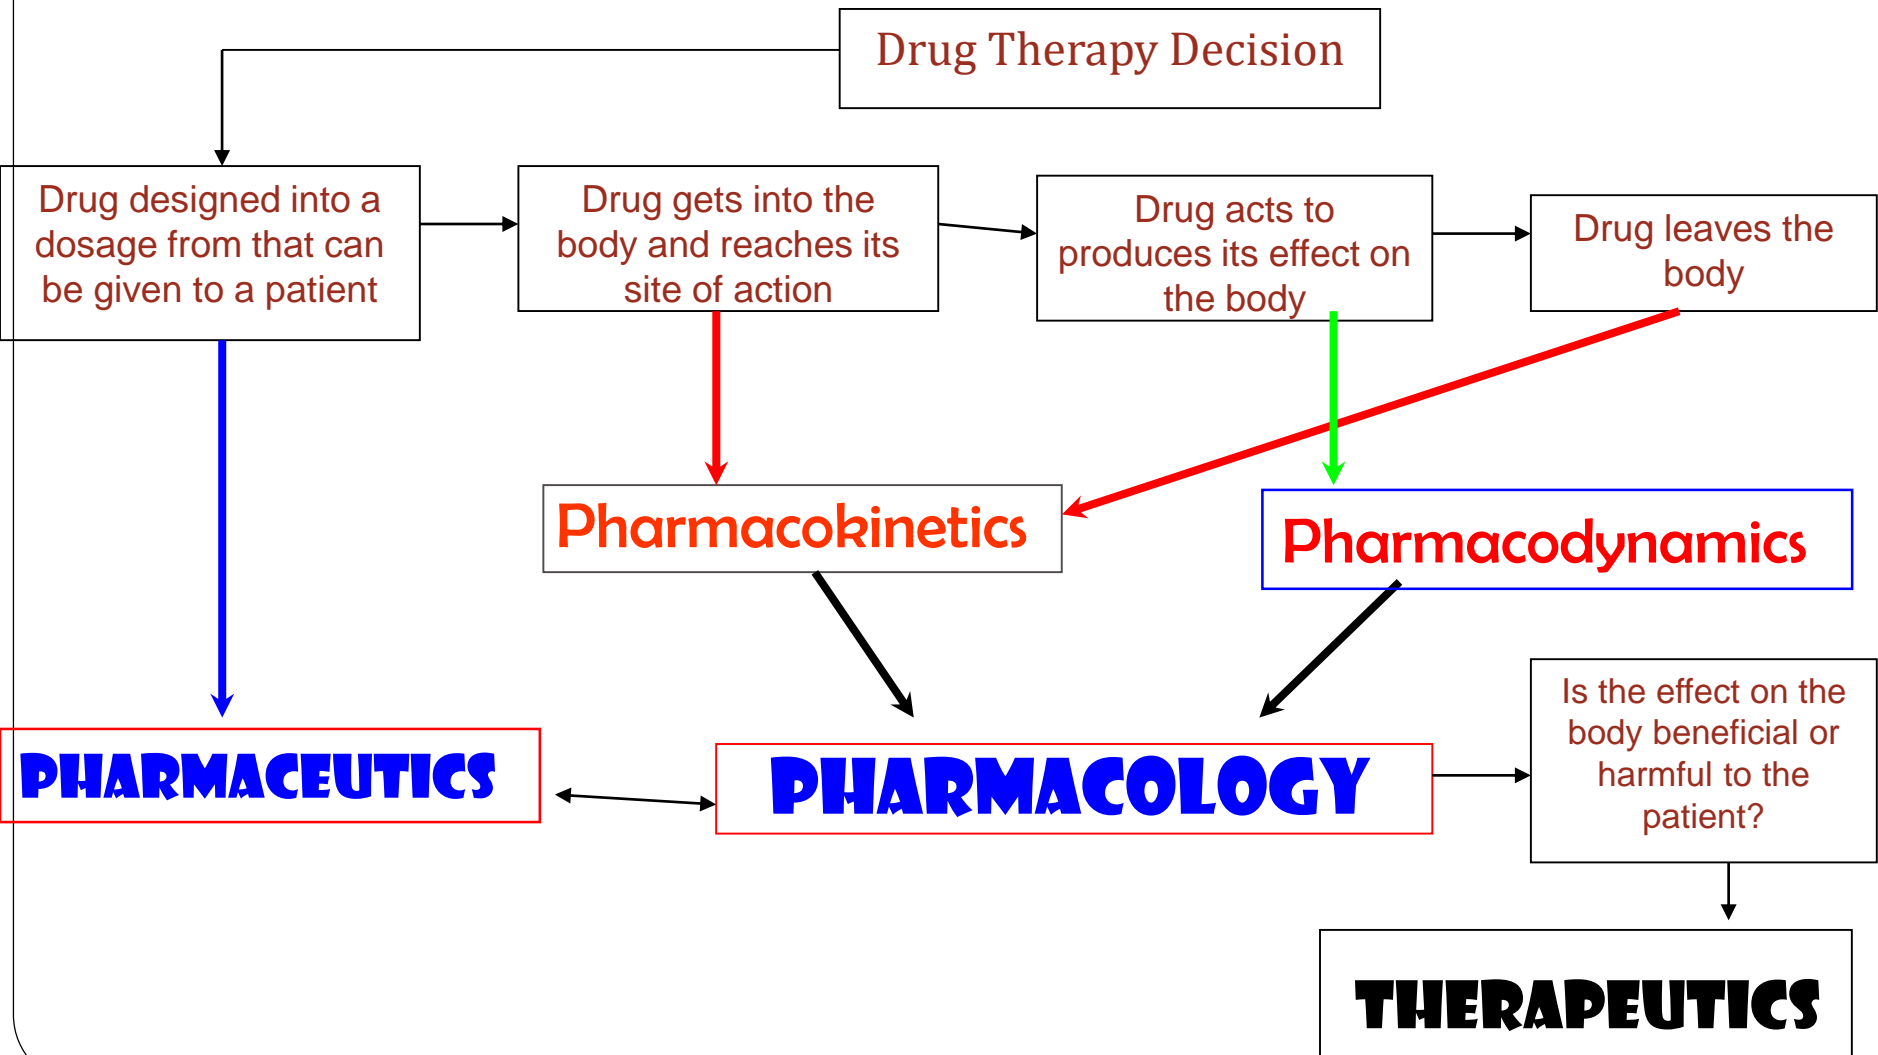 Drug Therapy Decision
Drug designed into a
dosage from that can
be given to a patient
Drug gets into the
body and reaches its
site of action
Drug acts to
produces its effect on
the body
Drug leaves the
body
Pharmacokinetics
Pharmacodynamics
PHARMACEUTICS
PHARMACOLOGY
Is the effect on the
body beneficial or
harmful to the
patient?
THERAPEUTICS